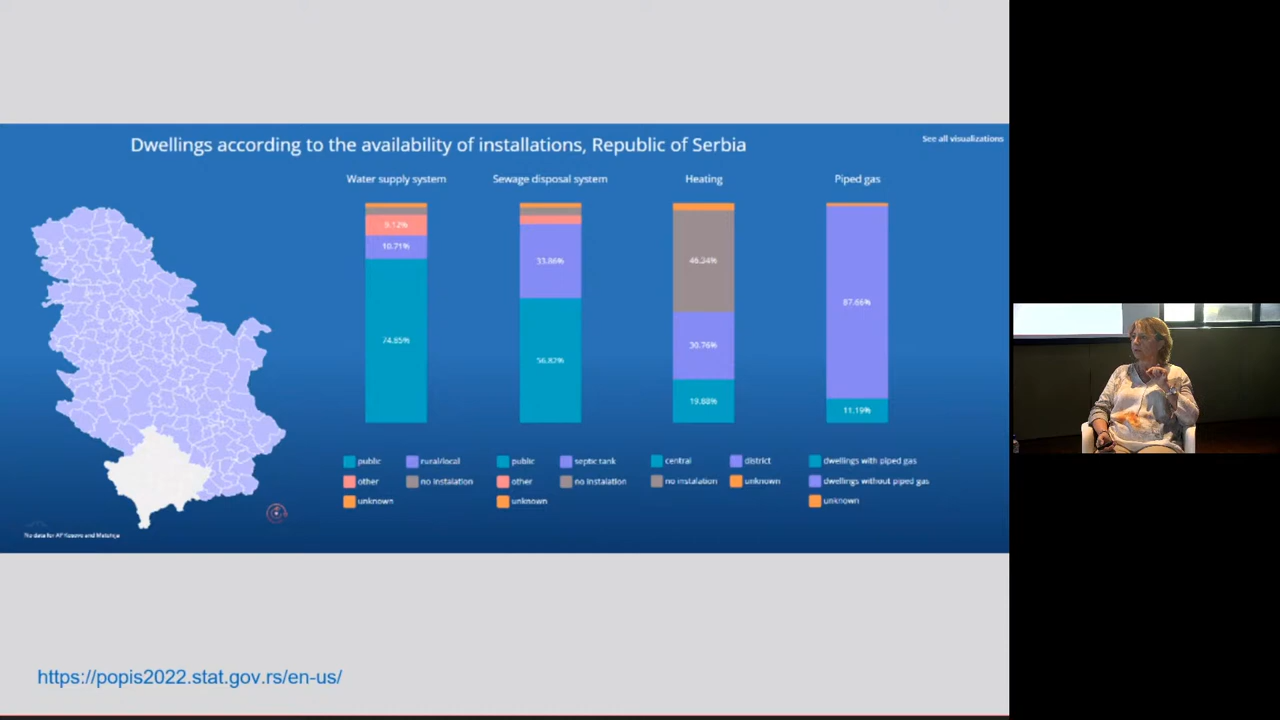 Dwellings according to the availability of installations, Republic of Serbia
See all visualizations
Water supply system
Sewage disposal system
Heating
Piped gas
9.12%
10.71%
74.85%
33.86%
56.82%
46.34%
30.76%
19.88%
87.66%
11.19%
public
rural/local
other
no instalation
unknown
public
septic tank
other
no instalation
unknown
central
district
no instalation
unknown
dwellings with piped gas
dwellings without piped gas
unknown
No data for AP Kosovo and Metohija
https://popis2022.stat.gov.rs/en-us/